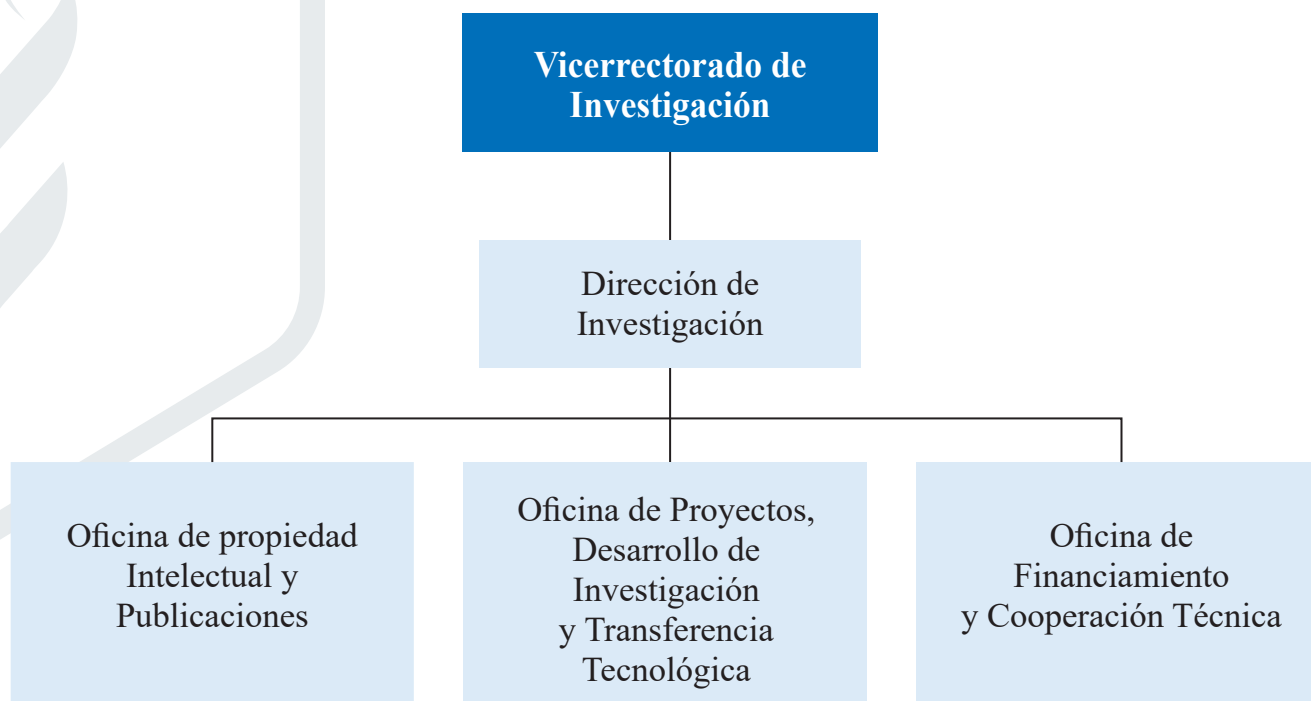 Vicerrectorado de
Investigación
Dirección de
Investigación
Oficina de propiedad
Intelectual y
Publicaciones
Oficina de Proyectos,
Desarrollo de
Investigación
y Transferencia
Tecnológica
Oficina de
Financiamiento
y Cooperación Técnica